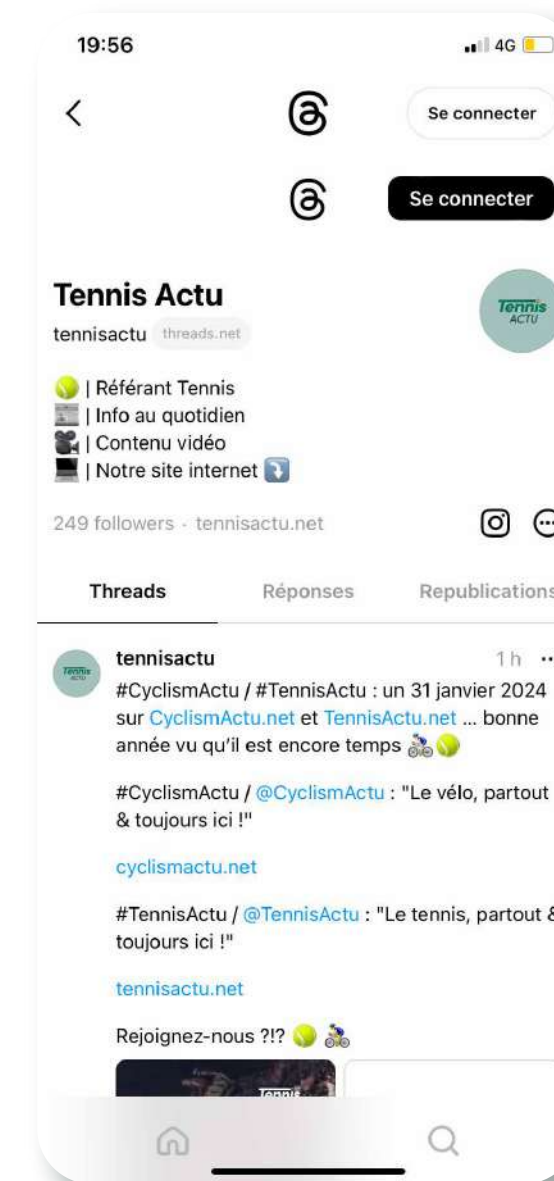 19:56
4G
Se connecter
Se connecter
Tennis Actu
tennisactu threads.net
Tennis
ACTU
🎾 | Référant Tennis
📰 | Info au quotidien
🎥 | Contenu vidéo
💻 | Notre site internet ⤵️
249 followers · tennisactu.net
Threads
Réponses
Republications
Tennis
ACTU
tennisactu
1 h
#CyclismActu / #TennisActu : un 31 janvier 2024
sur CyclismActu.net et TennisActu.net ... bonne
année vu qu'il est encore temps 🚴🎾
#CyclismActu / @CyclismActu : "Le vélo, partout
& toujours ici !"
cyclismactu.net
#TennisActu / @TennisActu : "Le tennis, partout &
toujours ici !"
tennisactu.net
Rejoignez-nous ?!? 🎾 🚴
Tennis